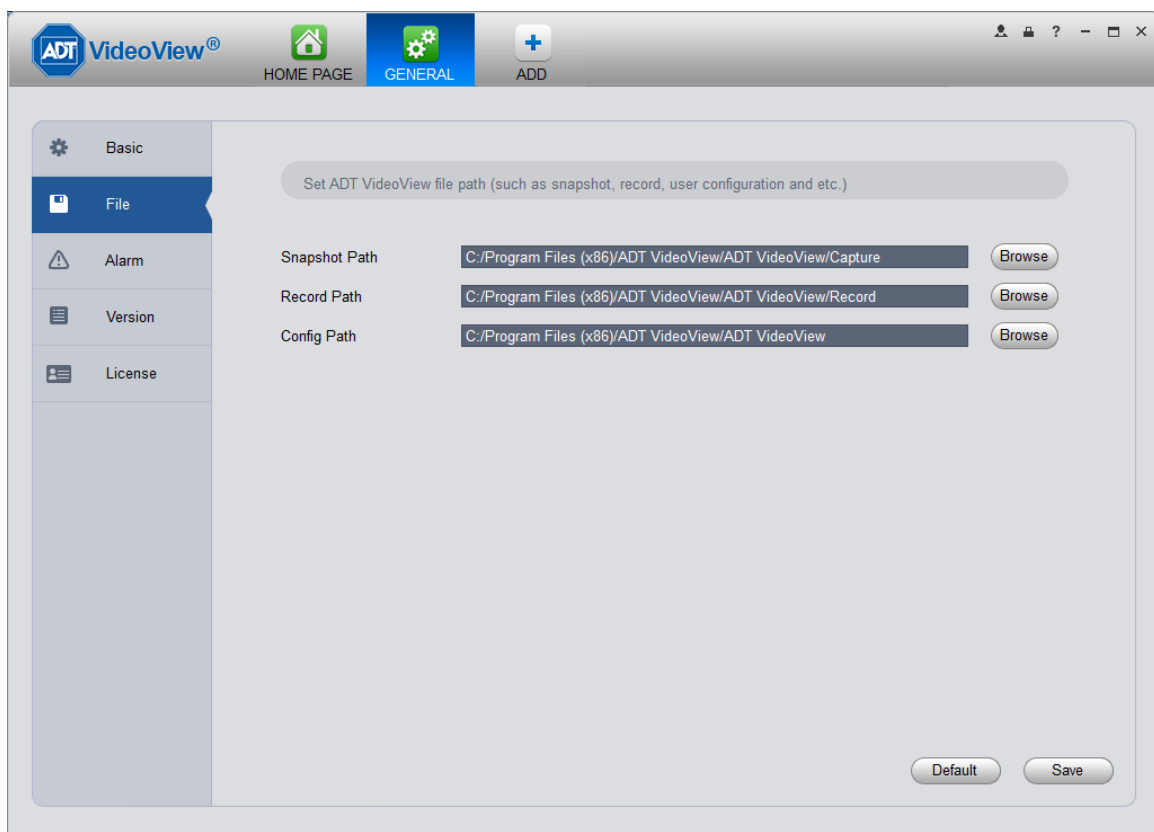 ADT VideoView®
HOME PAGE
GENERAL
ADD
Basic
File
Alarm
Version
License
Set ADT VideoView file path (such as snapshot, record, user configuration and etc.)
Snapshot Path C:/Program Files (x86)/ADT VideoView/ADT VideoView/Capture Browse
Record Path C:/Program Files (x86)/ADT VideoView/ADT VideoView/Record Browse
Config Path C:/Program Files (x86)/ADT VideoView/ADT VideoView Browse
Default Save